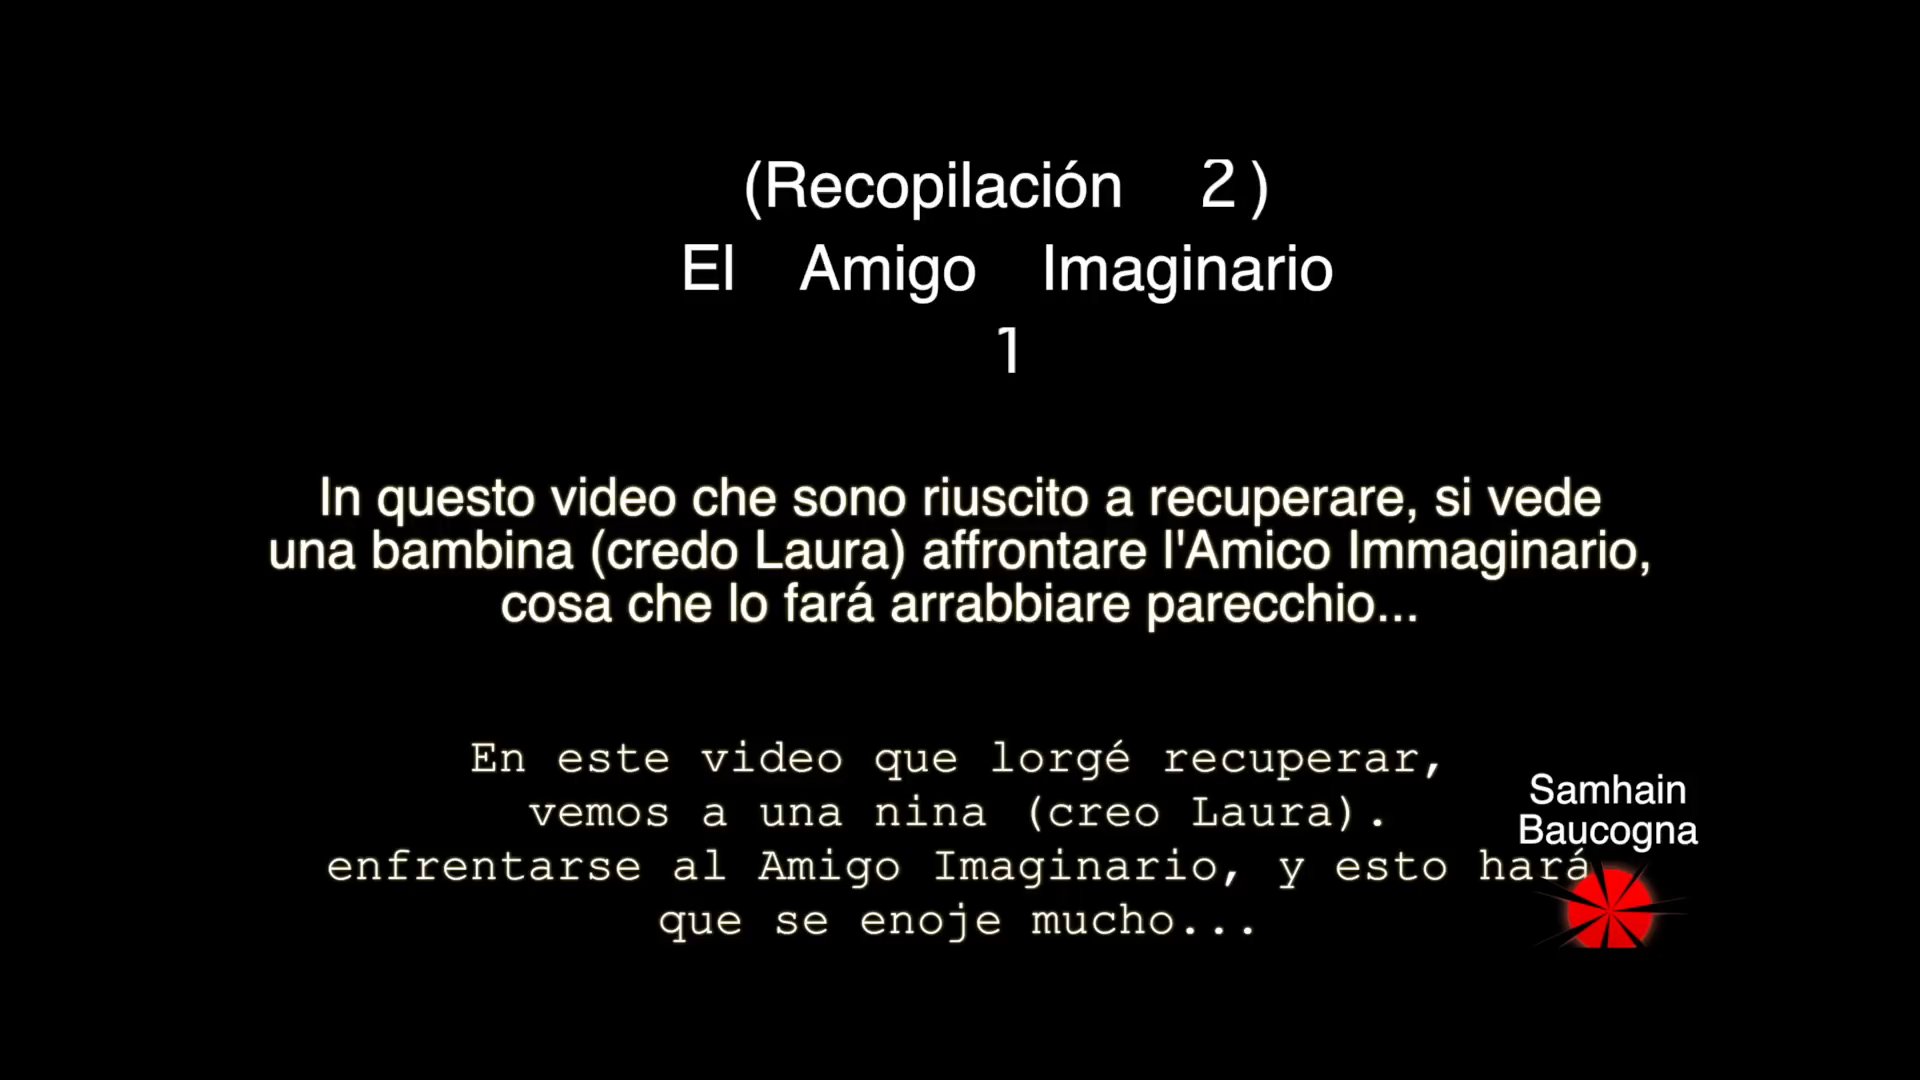 (Recopilación 2)
El Amigo Imaginario
1
In questo video che sono riuscito a recuperare, si vede
una bambina (credo Laura) affrontare l'Amico Immaginario,
cosa che lo fará arrabbiare parecchio...
En este video que lorgé recuperar,
vemos a una nina (creo Laura).
enfrentarse al Amigo Imaginario, y esto hará
que se enoje mucho...
Samhain
Baucogna